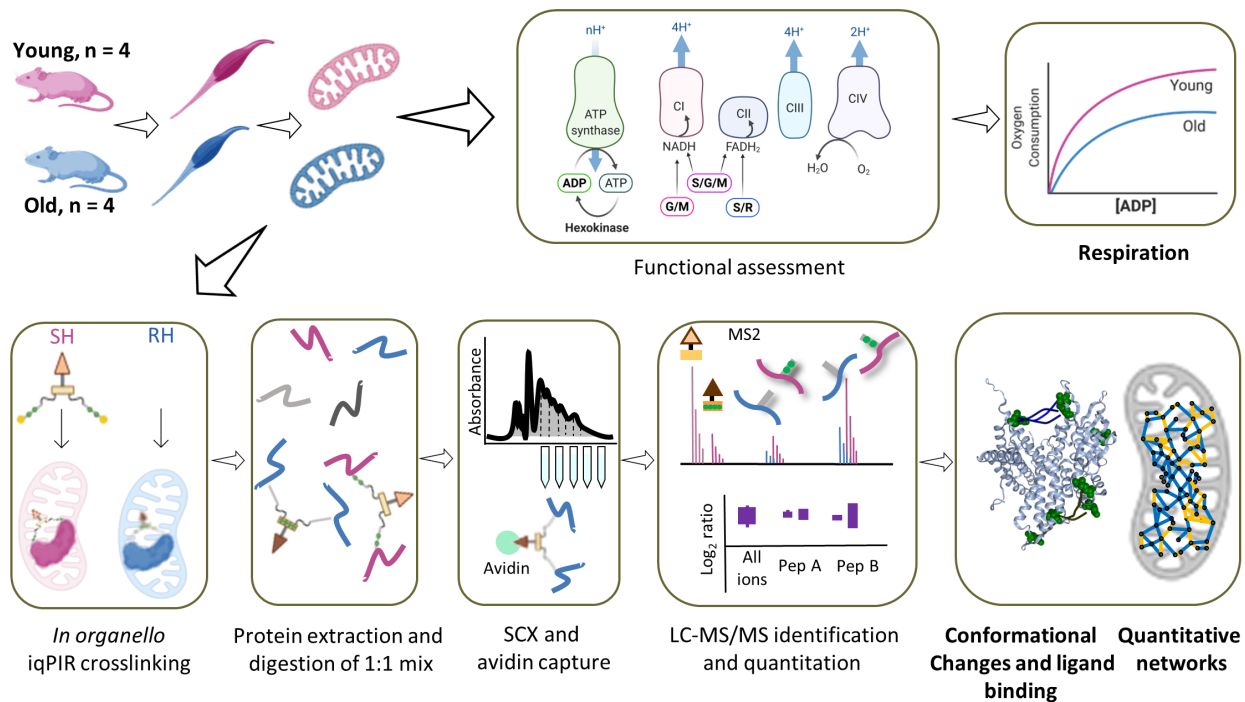 Young, n = 4
Old, n = 4
nH⁺
4H⁺
4H⁺
2H⁺
ATP
synthase
CI
CII
CIII
CIV
NADH
FADH₂
H₂O
O₂
ADP
ATP
S/G/M
G/M
S/R
Hexokinase
Functional assessment
Oxygen
Consumption
Young
Old
[ADP]
Respiration
SH
RH
In organello
iqPIR crosslinking
Protein extraction and
digestion of 1:1 mix
Absorbance
Avidin
SCX and
avidin capture
MS2
Log₂ ratio
All
ions
Pep A
Pep B
LC-MS/MS identification
and quantitation
Conformational
Changes and ligand
binding
Quantitative
networks